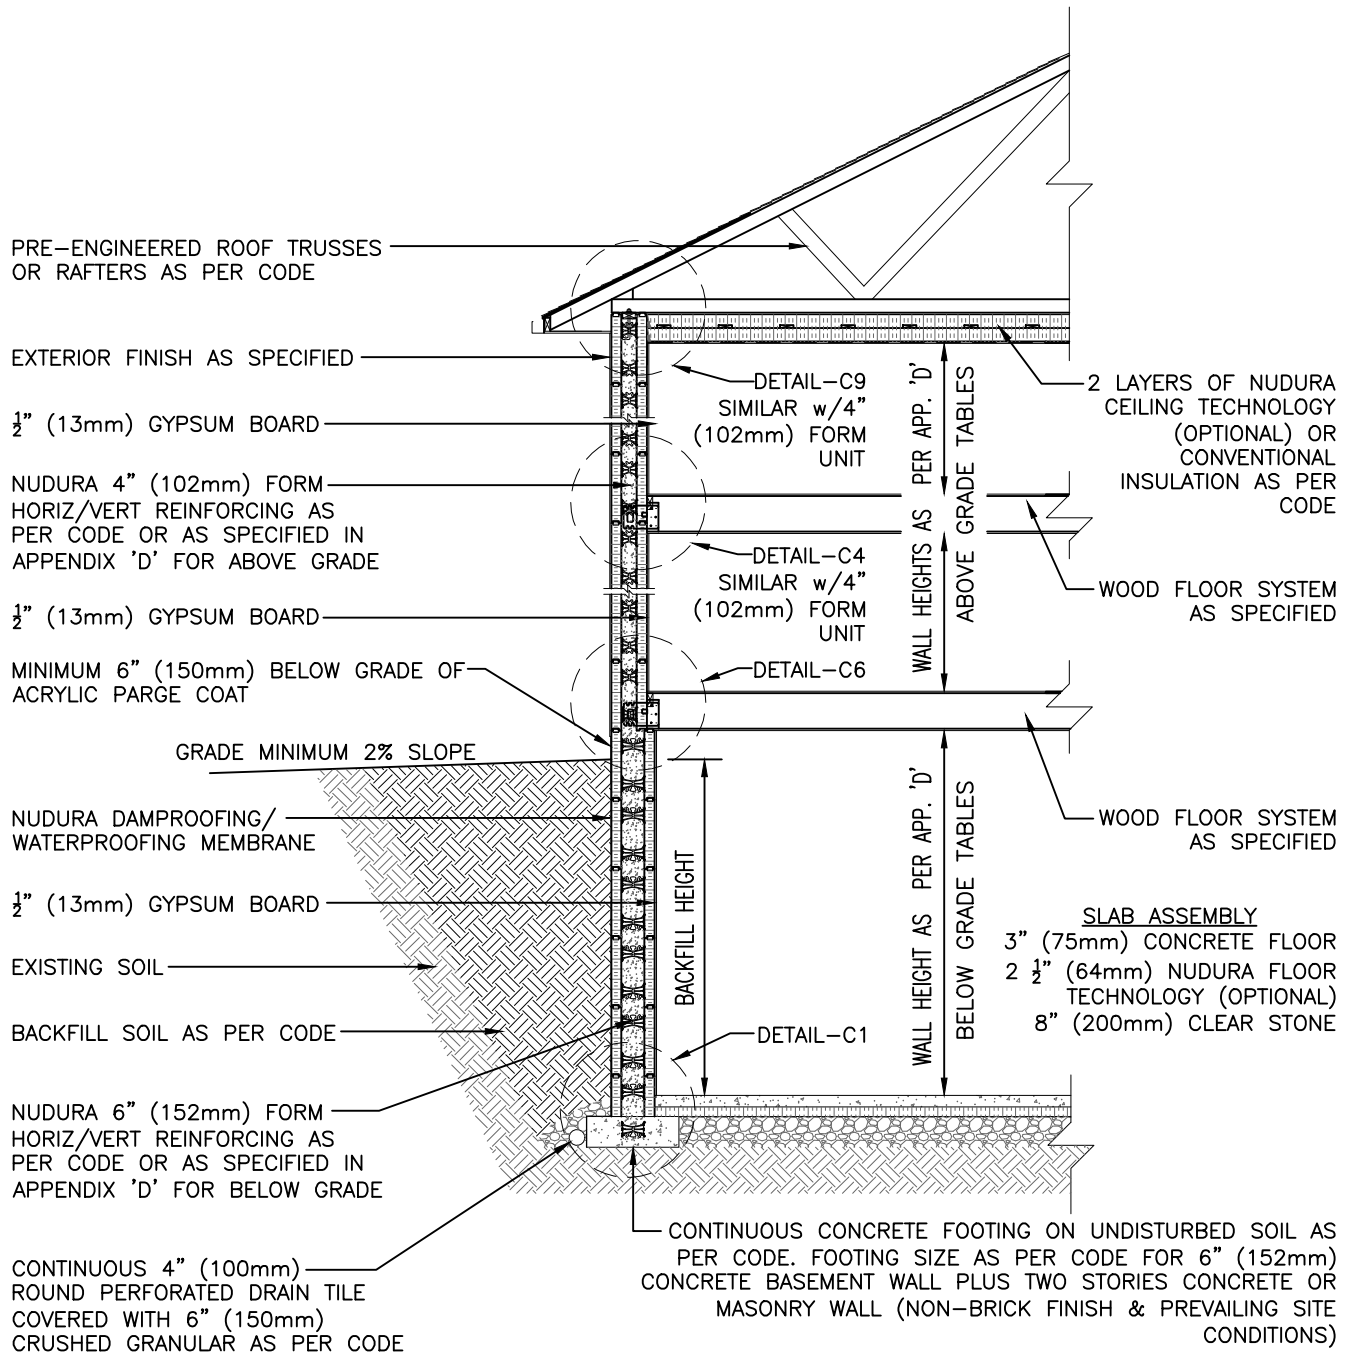 PRE-ENGINEERED ROOF TRUSSES
OR RAFTERS AS PER CODE
EXTERIOR FINISH AS SPECIFIED
½" (13mm) GYPSUM BOARD
NUDURA 4" (102mm) FORM
HORIZ/VERT REINFORCING AS
PER CODE OR AS SPECIFIED IN
APPENDIX 'D' FOR ABOVE GRADE
½" (13mm) GYPSUM BOARD
MINIMUM 6" (150mm) BELOW GRADE OF
ACRYLIC PARGE COAT
GRADE MINIMUM 2% SLOPE
NUDURA DAMPROOFING/
WATERPROOFING MEMBRANE
½" (13mm) GYPSUM BOARD
EXISTING SOIL
BACKFILL SOIL AS PER CODE
NUDURA 6" (152mm) FORM
HORIZ/VERT REINFORCING AS
PER CODE OR AS SPECIFIED IN
APPENDIX 'D' FOR BELOW GRADE
CONTINUOUS 4" (100mm)
ROUND PERFORATED DRAIN TILE
COVERED WITH 6" (150mm)
CRUSHED GRANULAR AS PER CODE
DETAIL-C9
SIMILAR w/4"
(102mm) FORM
UNIT
DETAIL-C4
SIMILAR w/4"
(102mm) FORM
UNIT
DETAIL-C6
BACKFILL HEIGHT
DETAIL-C1
WALL HEIGHTS AS PER APP. 'D'
ABOVE GRADE TABLES
WALL HEIGHT AS PER APP. 'D'
BELOW GRADE TABLES
2 LAYERS OF NUDURA
CEILING TECHNOLOGY
(OPTIONAL) OR
CONVENTIONAL
INSULATION AS PER
CODE
WOOD FLOOR SYSTEM
AS SPECIFIED
WOOD FLOOR SYSTEM
AS SPECIFIED
SLAB ASSEMBLY
3" (75mm) CONCRETE FLOOR
2 ½" (64mm) NUDURA FLOOR
TECHNOLOGY (OPTIONAL)
8" (200mm) CLEAR STONE
CONTINUOUS CONCRETE FOOTING ON UNDISTURBED SOIL AS
PER CODE. FOOTING SIZE AS PER CODE FOR 6" (152mm)
CONCRETE BASEMENT WALL PLUS TWO STORIES CONCRETE OR
MASONRY WALL (NON-BRICK FINISH & PREVAILING SITE
CONDITIONS)